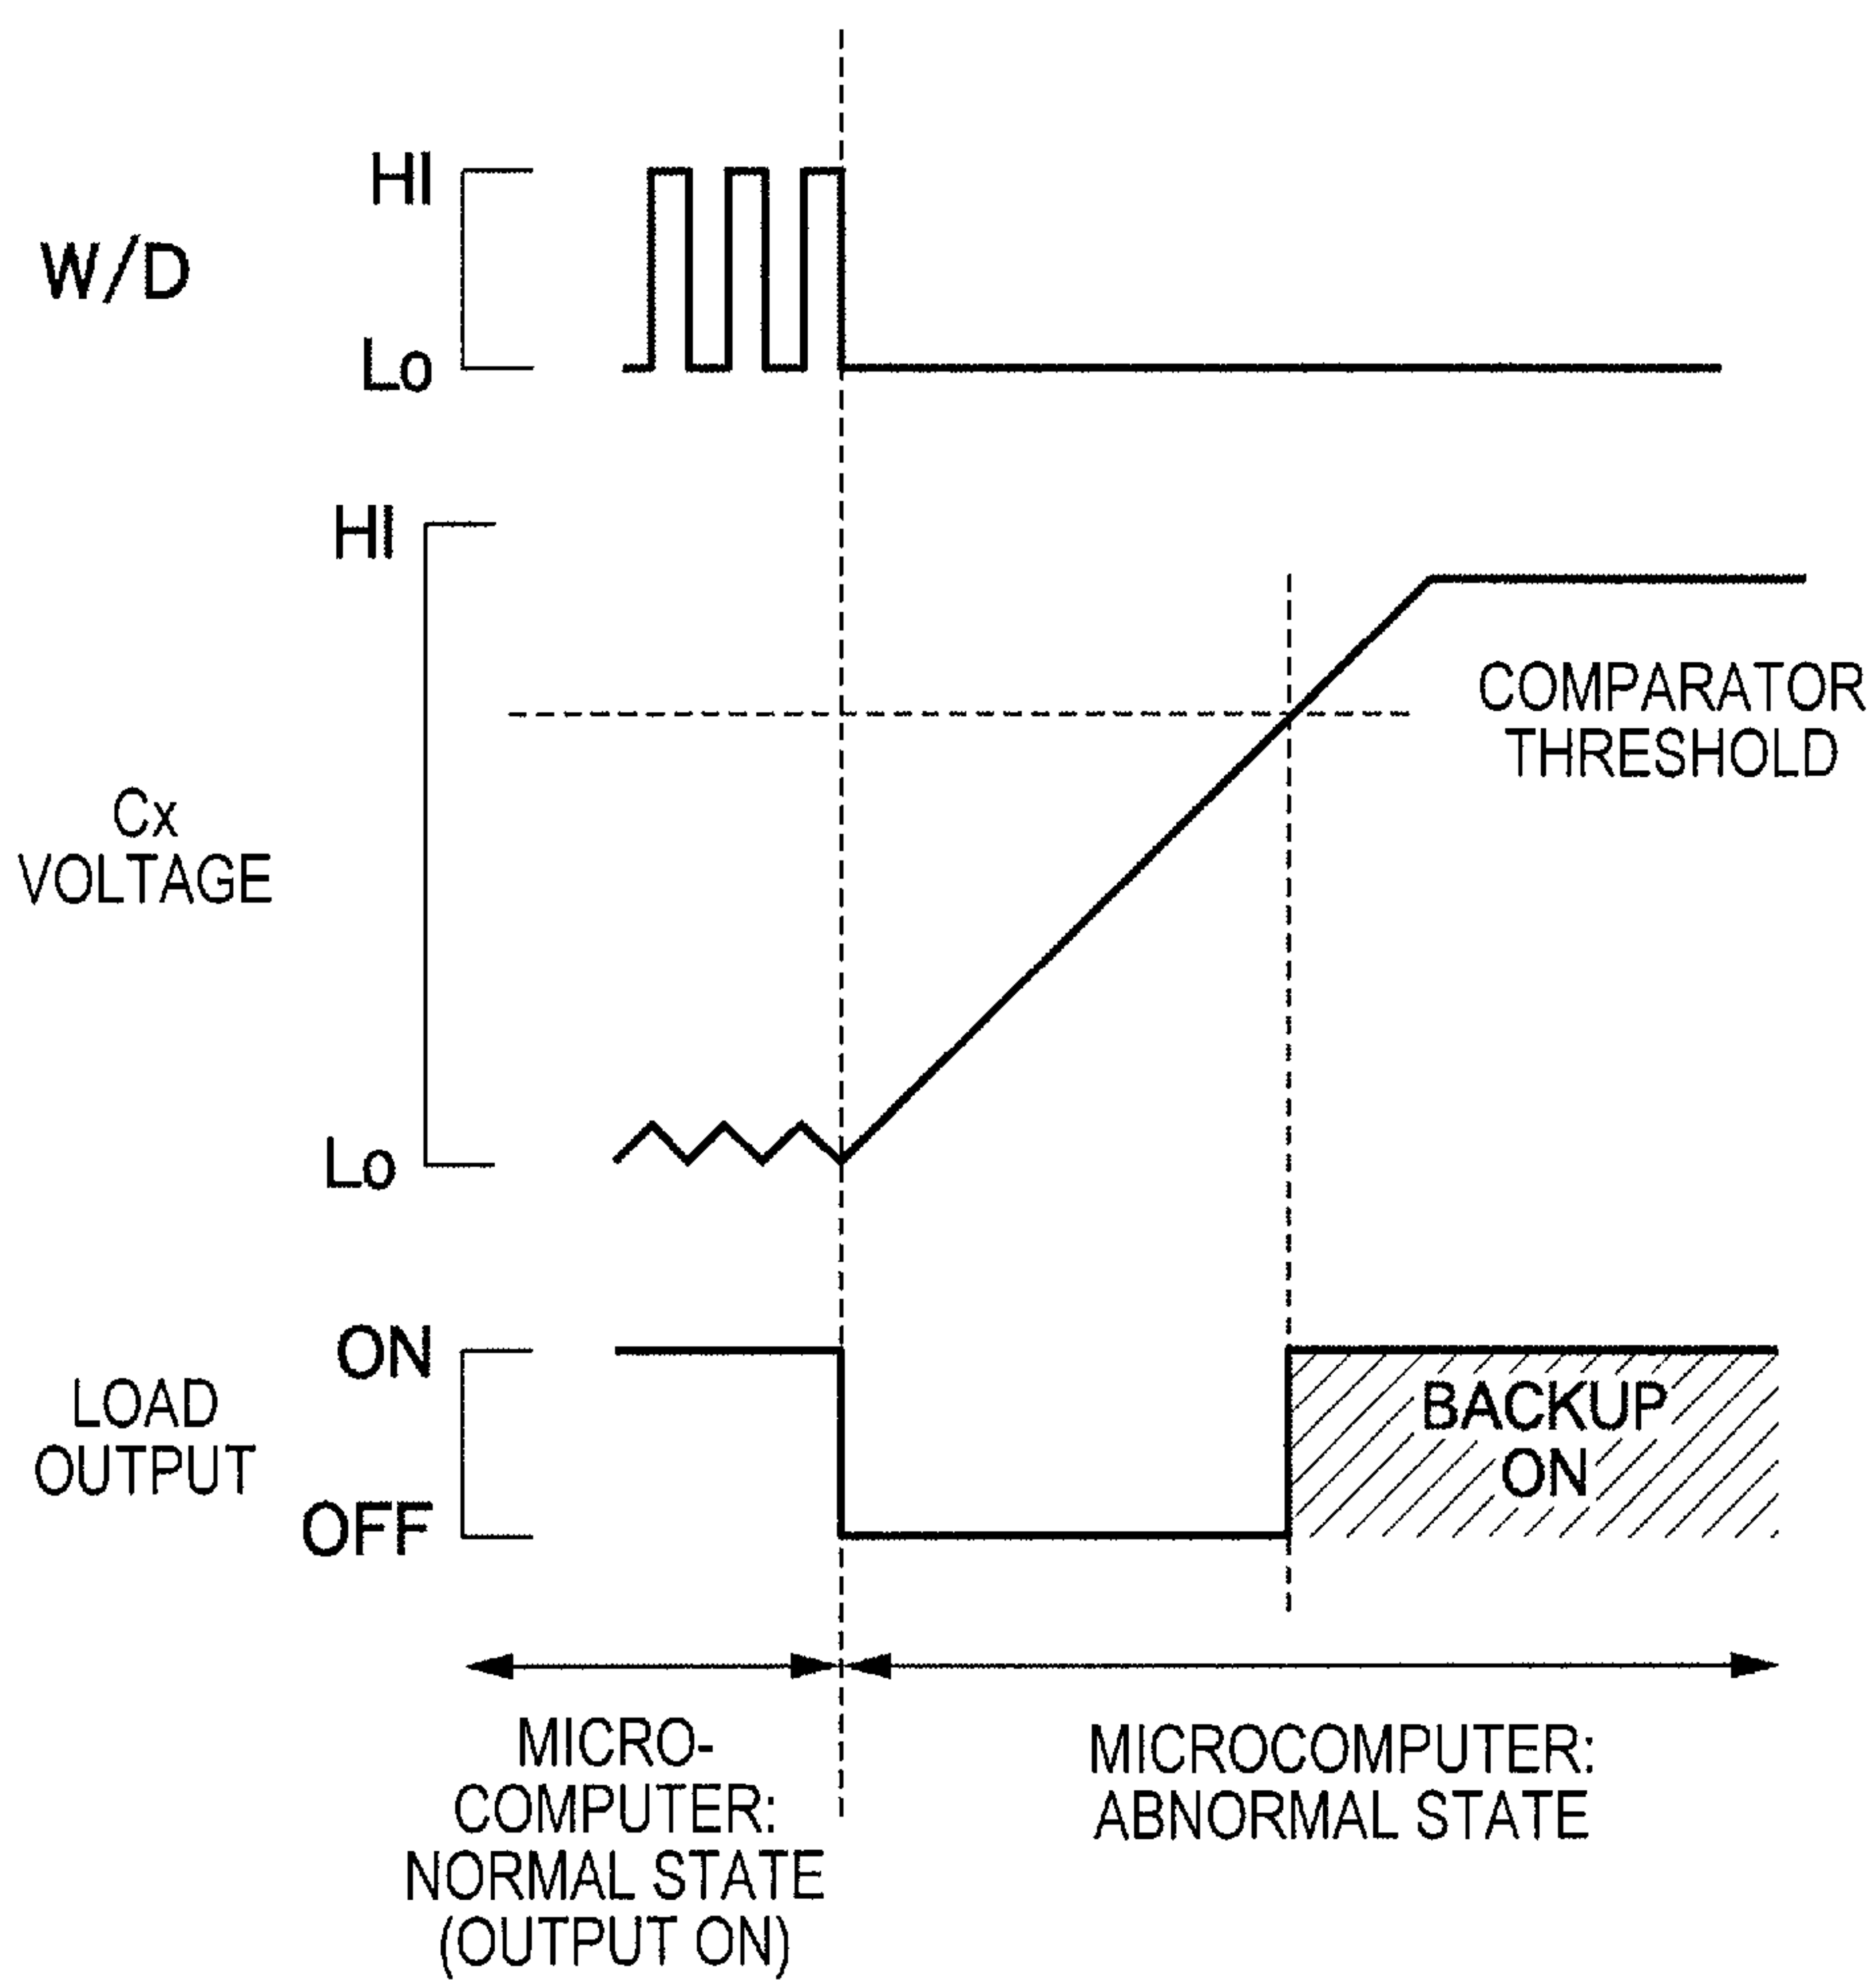 HI
W/D
Lo
HI
COMPARATOR
THRESHOLD
Cx
VOLTAGE
Lo
ON
LOAD
OUTPUT
OFF
BACKUP
ON
MICRO-
COMPUTER:
NORMAL STATE
(OUTPUT ON)
MICROCOMPUTER:
ABNORMAL STATE